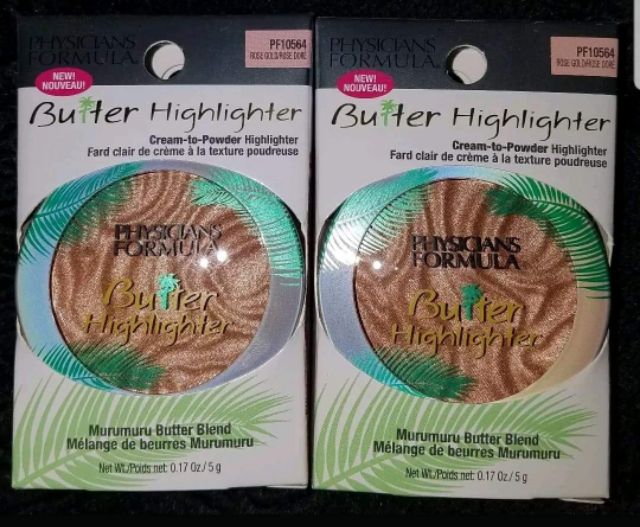 PHYSICIANS
FORMULA
PF10564
ROSE GOLD/ROSE DORÉ
NEW!
NOUVEAU!
Butter Highlighter
Cream-to-Powder Highlighter
Fard clair de crème à la texture poudreuse
PHYSICIANS
FORMULA
Butter
Highlighter
Murumuru Butter Blend
Mélange de beurres Murumuru
Net Wt./Poids net: 0.17 Oz / 5 g
PHYSICIANS
FORMULA
PF10564
ROSE GOLD/ROSE DORÉ
NEW!
NOUVEAU!
Butter Highlighter
Cream-to-Powder Highlighter
Fard clair de crème à la texture poudreuse
PHYSICIANS
FORMULA
Butter
Highlighter
Murumuru Butter Blend
Mélange de beurres Murumuru
Net Wt./Poids net: 0.17 Oz / 5 g